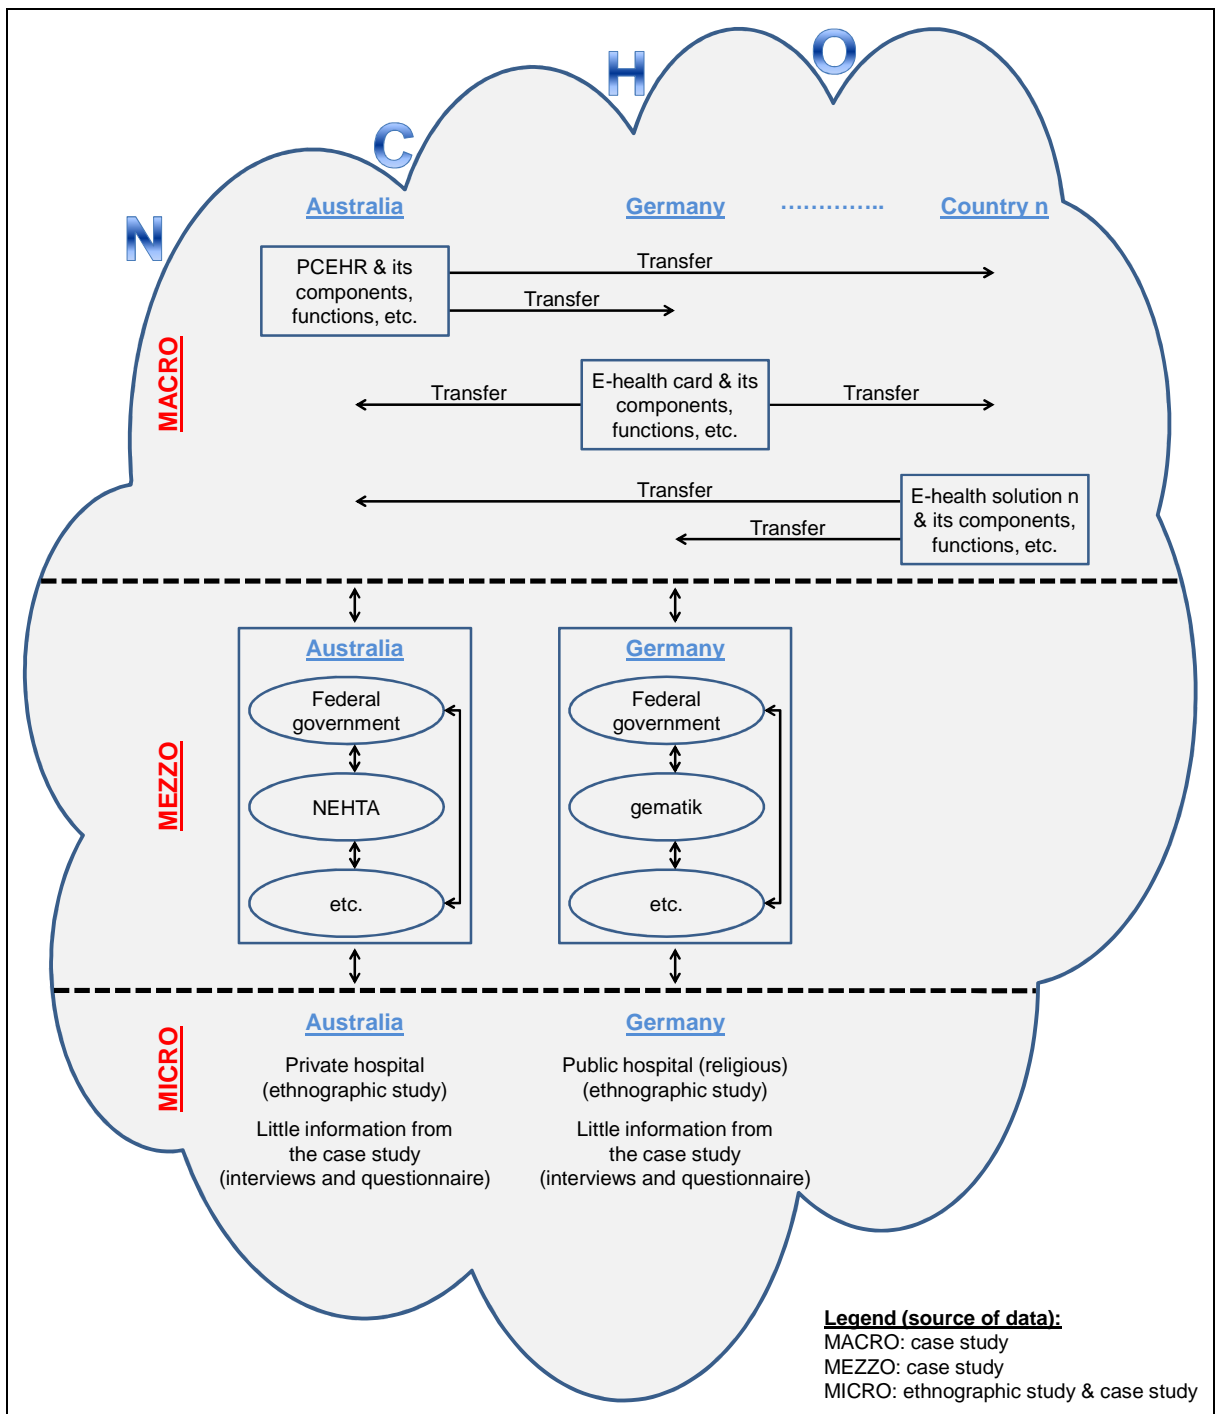 N
C
H
O
Australia
Germany
…………..
Country n
MACRO
PCEHR & its
components,
functions, etc.
Transfer
Transfer
Transfer
E-health card & its
components,
functions, etc.
Transfer
Transfer
E-health solution n
& its components,
functions, etc.
Transfer
MEZZO
Australia
Federal
government
NEHTA
etc.
Germany
Federal
government
gematik
etc.
MICRO
Australia
Private hospital
(ethnographic study)
Little information from
the case study
(interviews and questionnaire)
Germany
Public hospital (religious)
(ethnographic study)
Little information from
the case study
(interviews and questionnaire)
Legend (source of data):
MACRO: case study
MEZZO: case study
MICRO: ethnographic study & case study